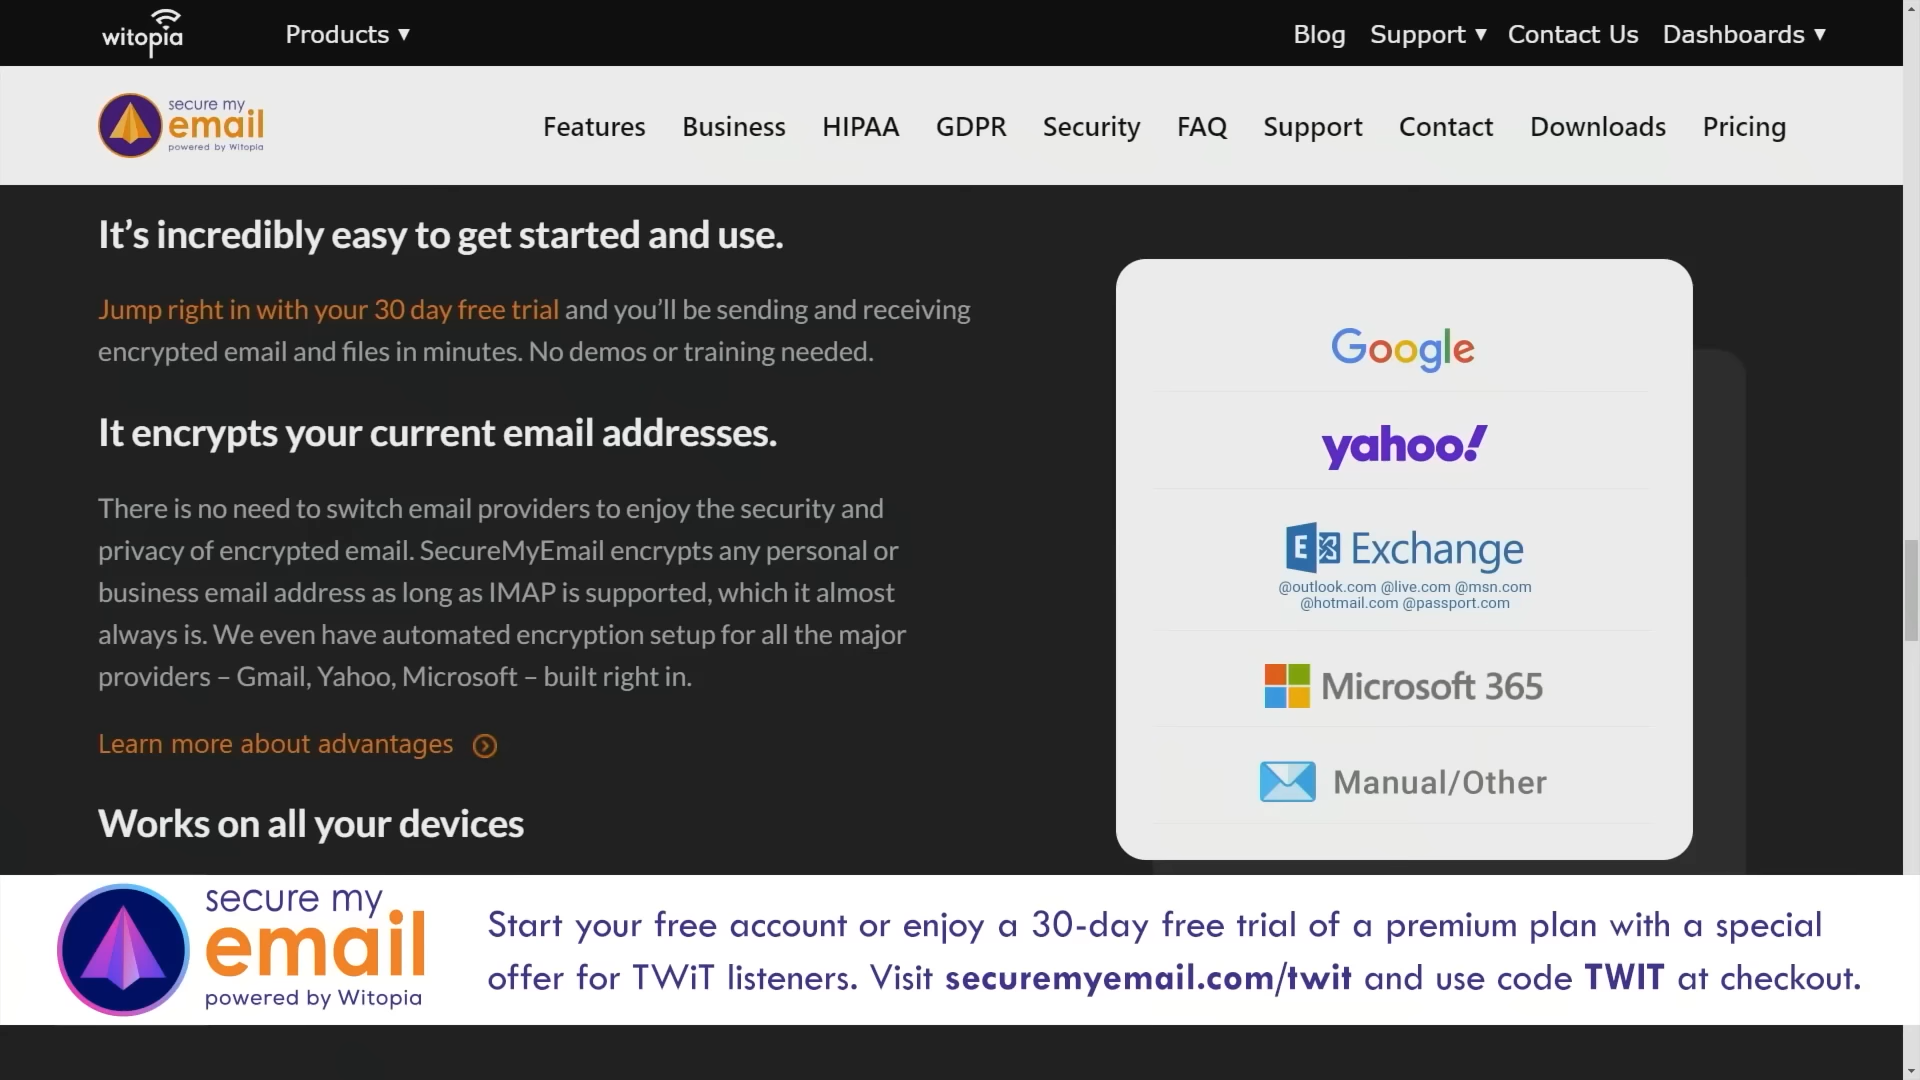 witopia
Products ▼
Blog Support ▼ Contact Us Dashboards ▼
secure my
email
powered by Witopia
Features Business HIPAA GDPR Security FAQ Support Contact Downloads Pricing
It’s incredibly easy to get started and use.
Jump right in with your 30 day free trial and you’ll be sending and receiving
encrypted email and files in minutes. No demos or training needed.
It encrypts your current email addresses.
There is no need to switch email providers to enjoy the security and
privacy of encrypted email. SecureMyEmail encrypts any personal or
business email address as long as IMAP is supported, which it almost
always is. We even have automated encryption setup for all the major
providers – Gmail, Yahoo, Microsoft – built right in.
Learn more about advantages
Works on all your devices
Google
yahoo!
E Exchange
@outlook.com @live.com @msn.com
@hotmail.com @passport.com
Microsoft 365
Manual/Other
secure my
email
powered by Witopia
Start your free account or enjoy a 30-day free trial of a premium plan with a special
offer for TWiT listeners. Visit securemyemail.com/twit and use code TWIT at checkout.